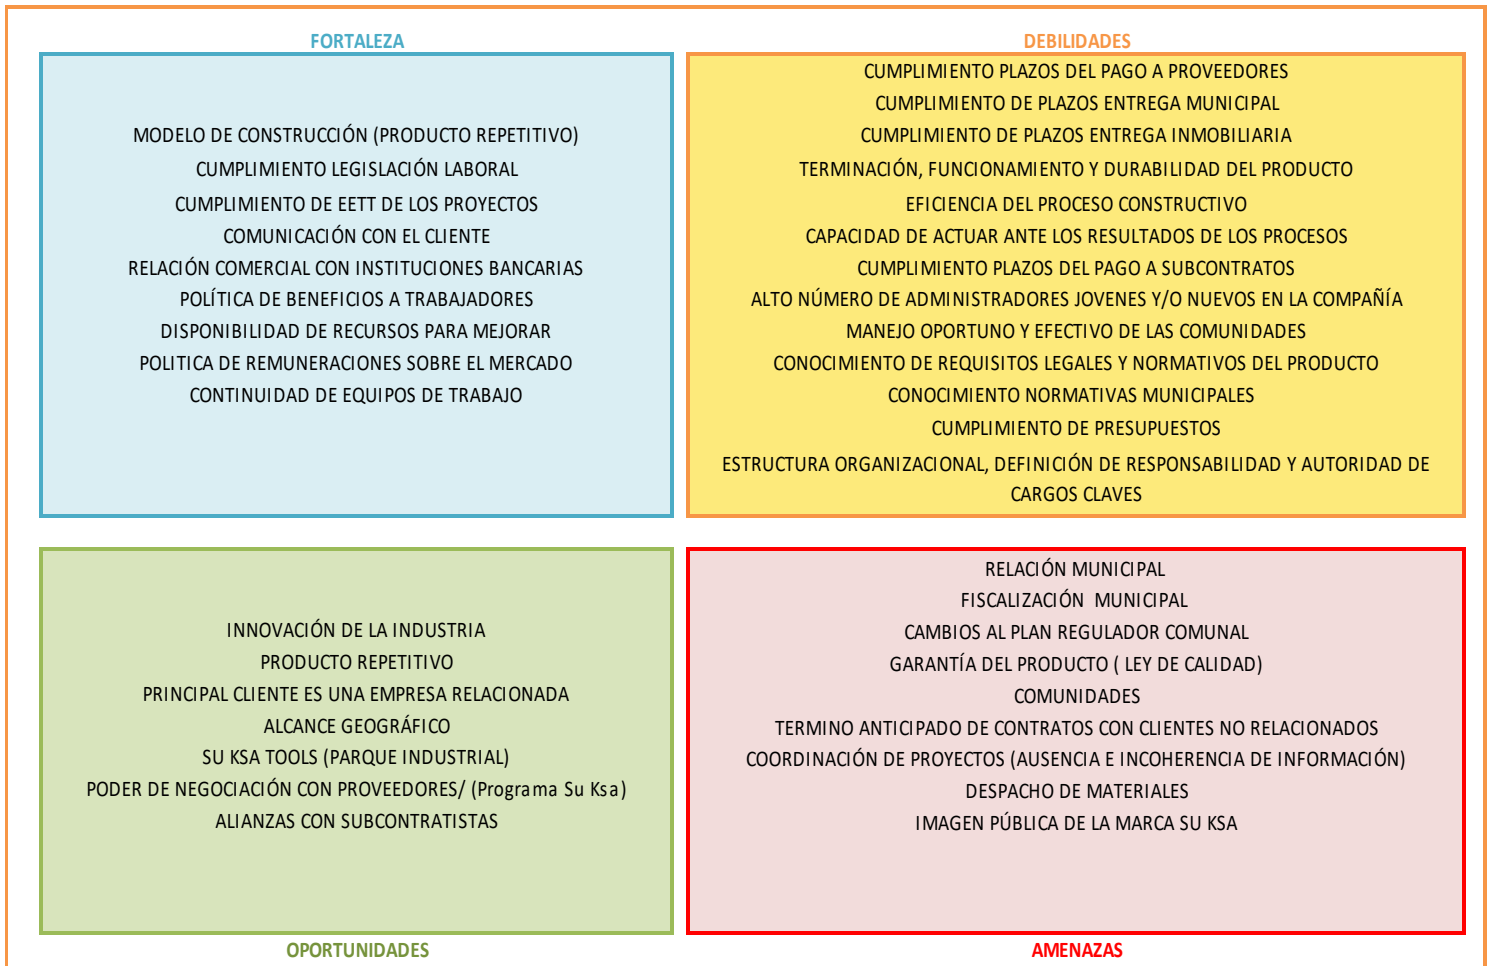 FORTALEZA
MODELO DE CONSTRUCCIÓN (PRODUCTO REPETITIVO)
CUMPLIMIENTO LEGISLACIÓN LABORAL
CUMPLIMIENTO DE EETT DE LOS PROYECTOS
COMUNICACIÓN CON EL CLIENTE
RELACIÓN COMERCIAL CON INSTITUCIONES BANCARIAS
POLÍTICA DE BENEFICIOS A TRABAJADORES
DISPONIBILIDAD DE RECURSOS PARA MEJORAR
POLITICA DE REMUNERACIONES SOBRE EL MERCADO
CONTINUIDAD DE EQUIPOS DE TRABAJO
DEBILIDADES
CUMPLIMIENTO PLAZOS DEL PAGO A PROVEEDORES
CUMPLIMIENTO DE PLAZOS ENTREGA MUNICIPAL
CUMPLIMIENTO DE PLAZOS ENTREGA INMOBILIARIA
TERMINACIÓN, FUNCIONAMIENTO Y DURABILIDAD DEL PRODUCTO
EFICIENCIA DEL PROCESO CONSTRUCTIVO
CAPACIDAD DE ACTUAR ANTE LOS RESULTADOS DE LOS PROCESOS
CUMPLIMIENTO PLAZOS DEL PAGO A SUBCONTRATOS
ALTO NÚMERO DE ADMINISTRADORES JOVENES Y/O NUEVOS EN LA COMPAÑÍA
MANEJO OPORTUNO Y EFECTIVO DE LAS COMUNIDADES
CONOCIMIENTO DE REQUISITOS LEGALES Y NORMATIVOS DEL PRODUCTO
CONOCIMIENTO NORMATIVAS MUNICIPALES
CUMPLIMIENTO DE PRESUPUESTOS
ESTRUCTURA ORGANIZACIONAL, DEFINICIÓN DE RESPONSABILIDAD Y AUTORIDAD DE
CARGOS CLAVES
INNOVACIÓN DE LA INDUSTRIA
PRODUCTO REPETITIVO
PRINCIPAL CLIENTE ES UNA EMPRESA RELACIONADA
ALCANCE GEOGRÁFICO
SU KSA TOOLS (PARQUE INDUSTRIAL)
PODER DE NEGOCIACIÓN CON PROVEEDORES/ (Programa Su Ksa)
ALIANZAS CON SUBCONTRATISTAS
OPORTUNIDADES
RELACIÓN MUNICIPAL
FISCALIZACIÓN  MUNICIPAL
CAMBIOS AL PLAN REGULADOR COMUNAL
GARANTÍA DEL PRODUCTO ( LEY DE CALIDAD)
COMUNIDADES
TERMINO ANTICIPADO DE CONTRATOS CON CLIENTES NO RELACIONADOS
COORDINACIÓN DE PROYECTOS (AUSENCIA E INCOHERENCIA DE INFORMACIÓN)
DESPACHO DE MATERIALES
IMAGEN PÚBLICA DE LA MARCA SU KSA
AMENAZAS